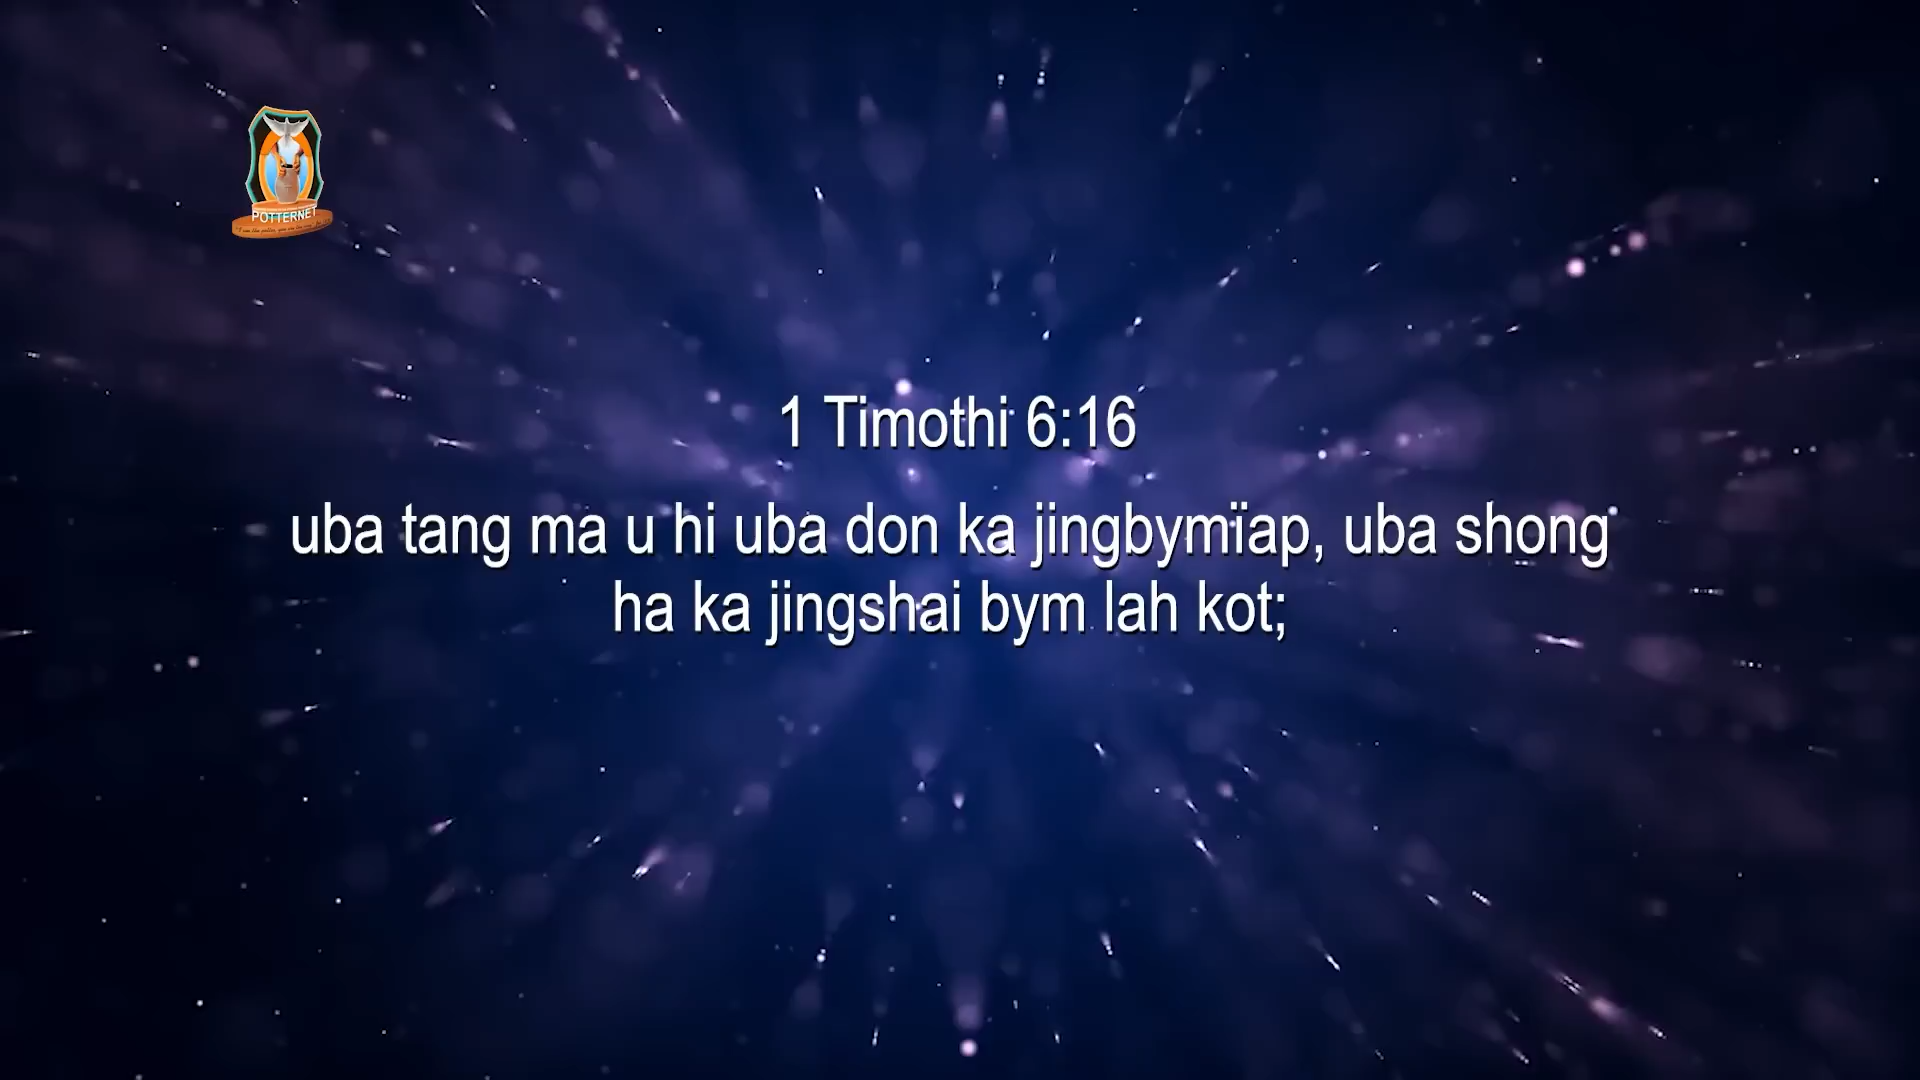 POTTERNET
1 Timothi 6:16
uba tang ma u hi uba don ka jingbymïap, uba shong
ha ka jingshai bym lah kot;